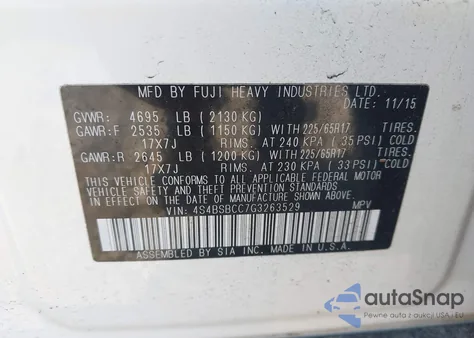 MFD BY FUJI HEAVY INDUSTRIES LTD.
DATE: 11/15
GVWR: 4695 LB (2130 KG)
GAWR:F 2535 LB (1150 KG) WITH 225/65R17 TIRES.
17X7J RIMS. AT 240 KPA (35 PSI) COLD
GAWR:R 2645 LB (1200 KG) WITH 225/65R17 TIRES.
17X7J RIMS. AT 230 KPA (33 PSI) COLD
THIS VEHICLE CONFORMS TO ALL APPLICABLE FEDERAL MOTOR
VEHICLE SAFETY AND THEFT PREVENTION STANDARDS
IN EFFECT ON THE DATE OF MANUFACTURE SHOWN ABOVE.
VIN: 4S4BSBCC7G3263529 MPV
ASSEMBLED BY SIA INC. MADE IN U.S.A.
autoSnap
Pewne auta z aukcji USA i EU